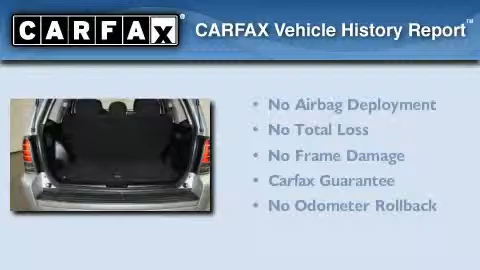 CARFAX CARFAX Vehicle History Report™
• No Airbag Deployment
• No Total Loss
• No Frame Damage
• Carfax Guarantee
• No Odometer Rollback